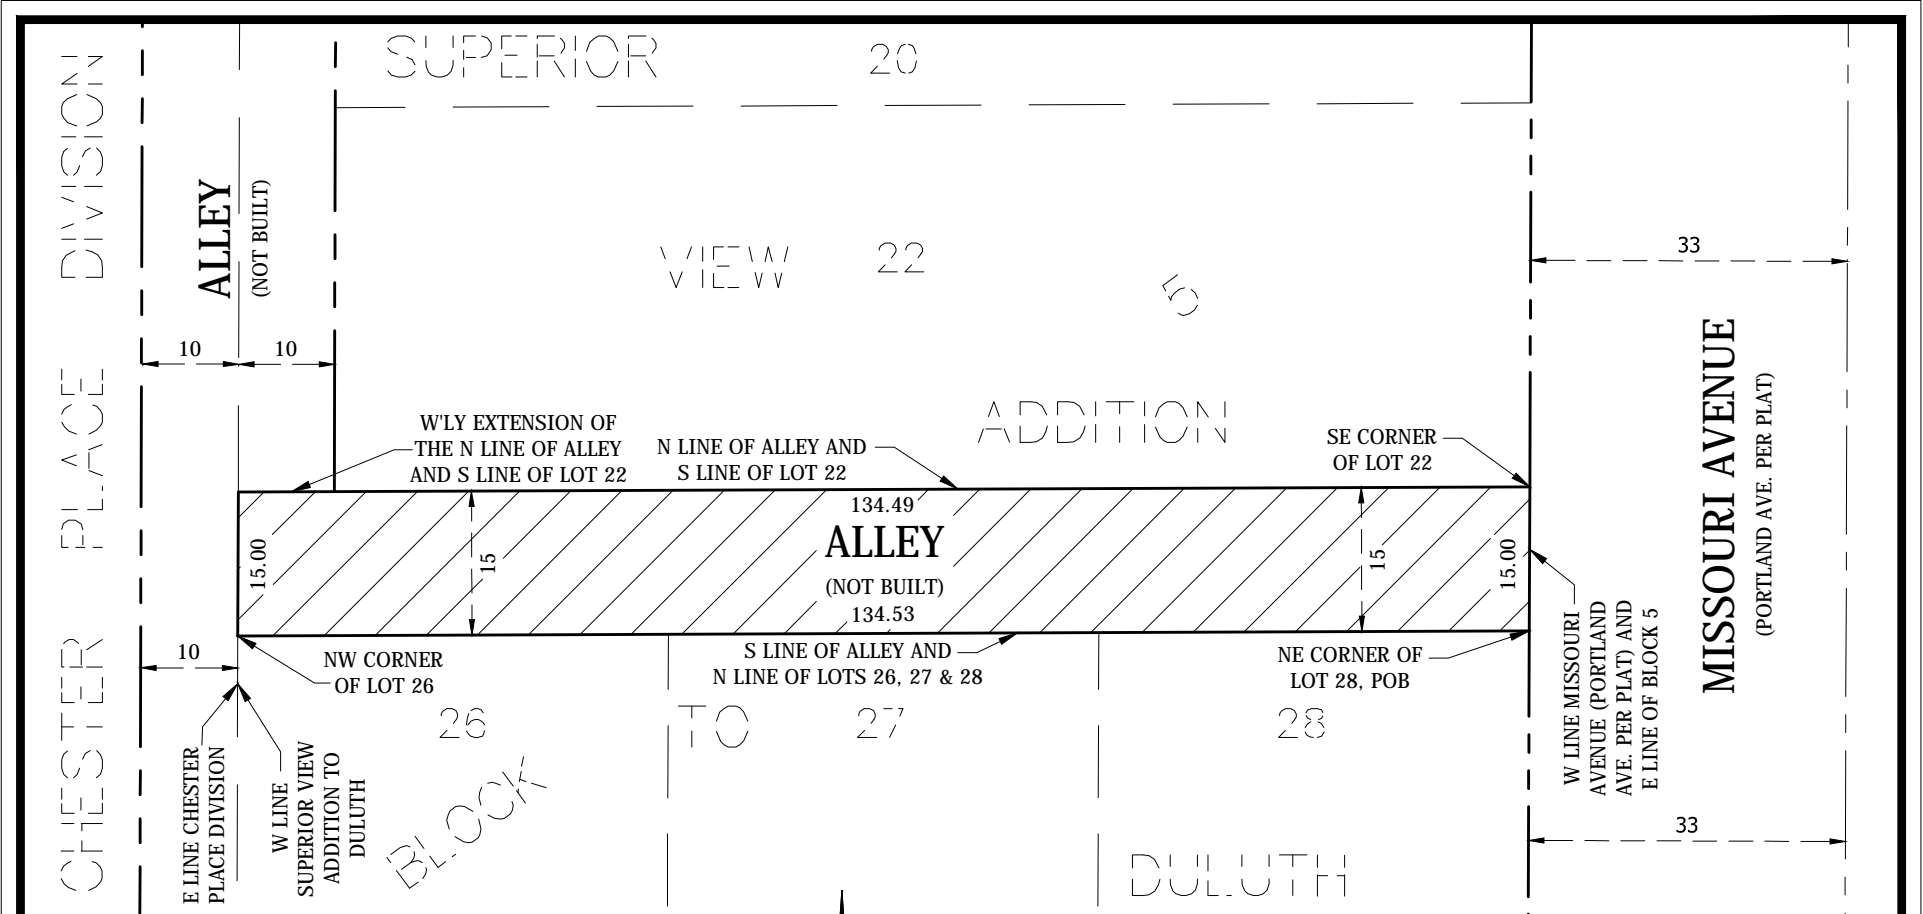 SUPERIOR
20
CHESTER PLACE DIVISION
ALLEY
(NOT BUILT)
VIEW
22
5
33
10
10
MISSOURI AVENUE
(PORTLAND AVE. PER PLAT)
ADDITION
W'LY EXTENSION OF
THE N LINE OF ALLEY
AND S LINE OF LOT 22
N LINE OF ALLEY AND
S LINE OF LOT 22
SE CORNER
OF LOT 22
134.49
ALLEY
(NOT BUILT)
134.53
15.00
15
15
15.00
10
NW CORNER
OF LOT 26
S LINE OF ALLEY AND
N LINE OF LOTS 26, 27 & 28
NE CORNER OF
LOT 28, POB
W LINE MISSOURI
AVENUE (PORTLAND
AVE. PER PLAT) AND
E LINE OF BLOCK 5
26
TO
27
28
E LINE CHESTER
PLACE DIVISION
W LINE
SUPERIOR VIEW
ADDITION TO
DULUTH
BLOCK
DULUTH
33